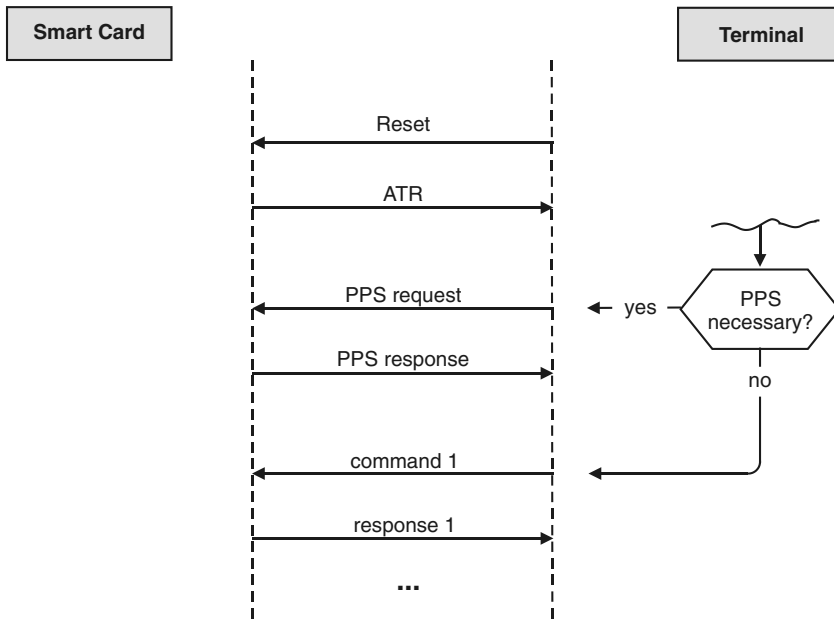 Smart Card
Terminal
Reset
ATR
PPS request
yes
PPS
necessary?
PPS response
no
command 1
response 1
...